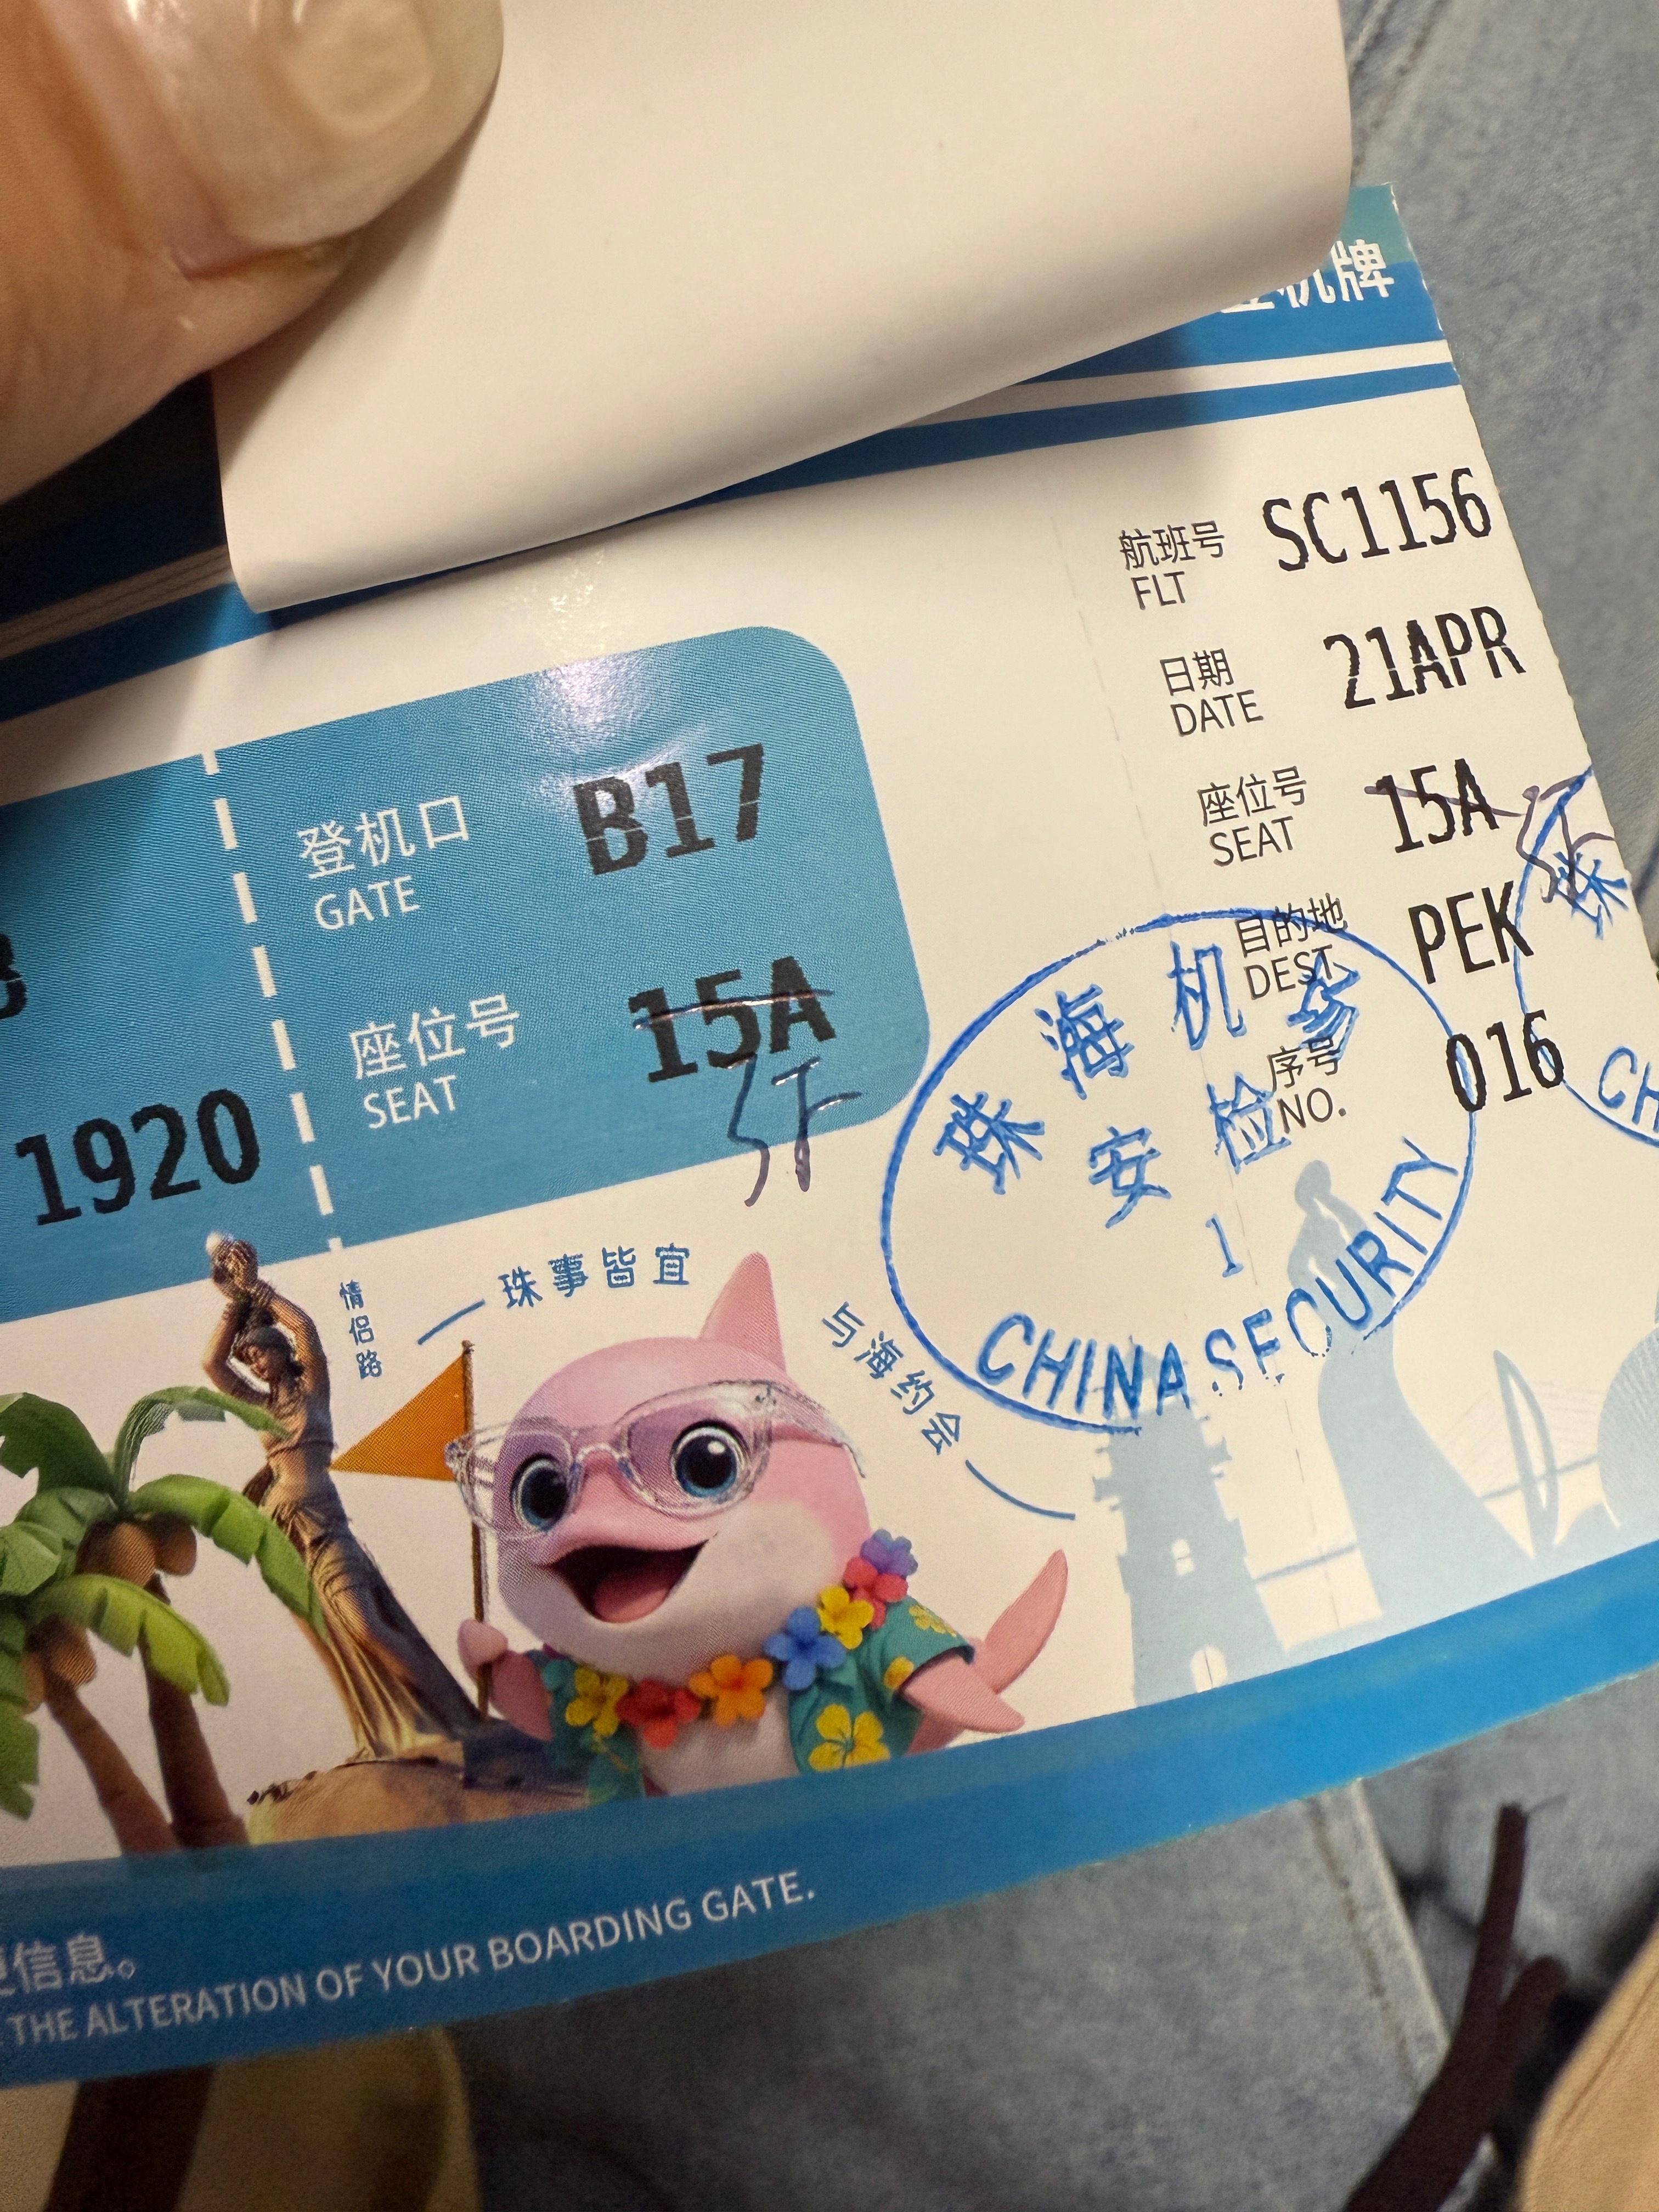 机牌
航班号 SC1156
FLT
日期 21APR
DATE
座位号 15A
SEAT
目的地 PEK
DEST
序号 016
NO.
登机口 B17
GATE
座位号 15A
SEAT
5F
1920
珠海机场
安检
1
CHINA SECURITY
珠
CH
情侣路
珠事皆宜
与海约会
信息。
THE ALTERATION OF YOUR BOARDING GATE.